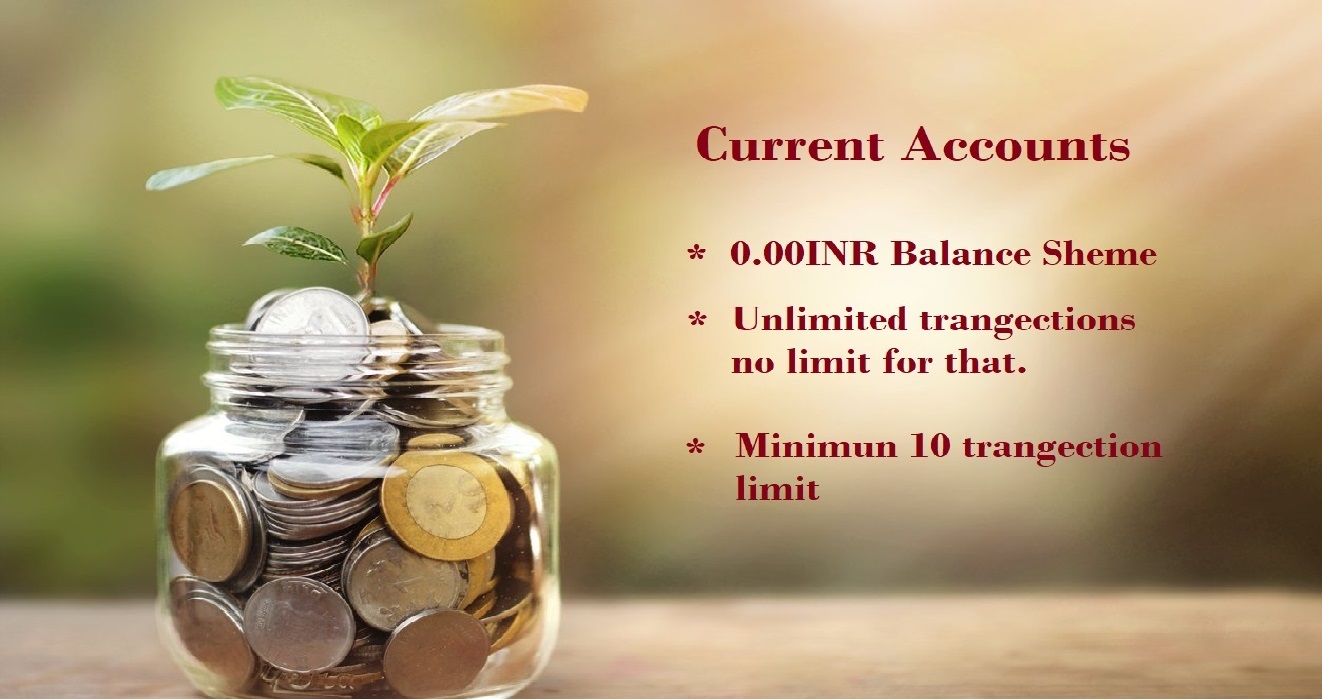 Current Accounts
* 0.00INR Balance Sheme
* Unlimited trangections
no limit for that.
* Minimun 10 trangection
limit